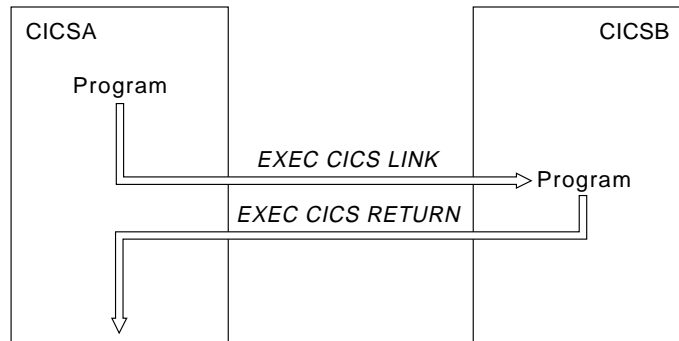 CICSA
CICSB
Program
EXEC CICS LINK
Program
EXEC CICS RETURN